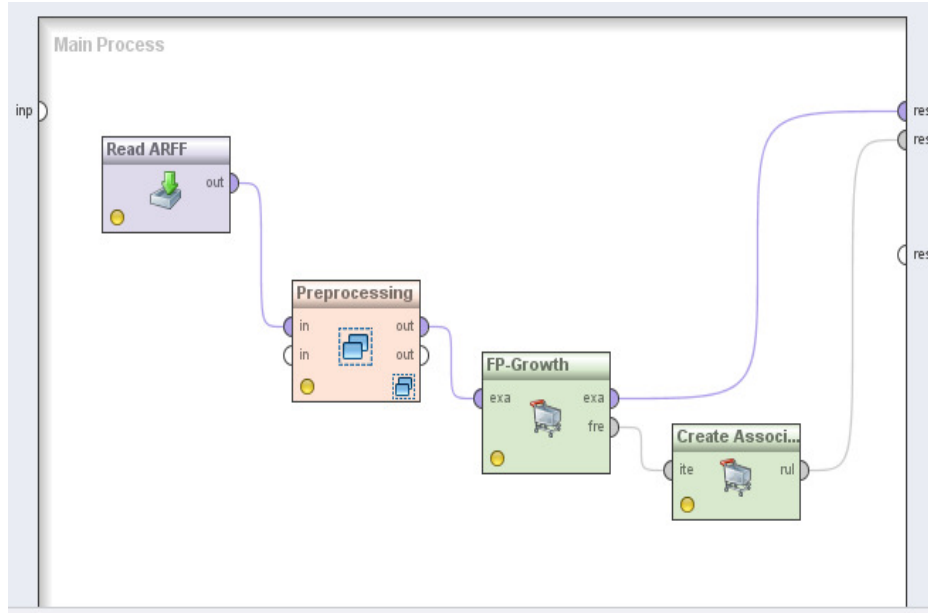 Main Process
inp
res
res
res
Read ARFF
out
Preprocessing
in
out
in
out
FP-Growth
exa
exa
fre
Create Associ...
ite
rul